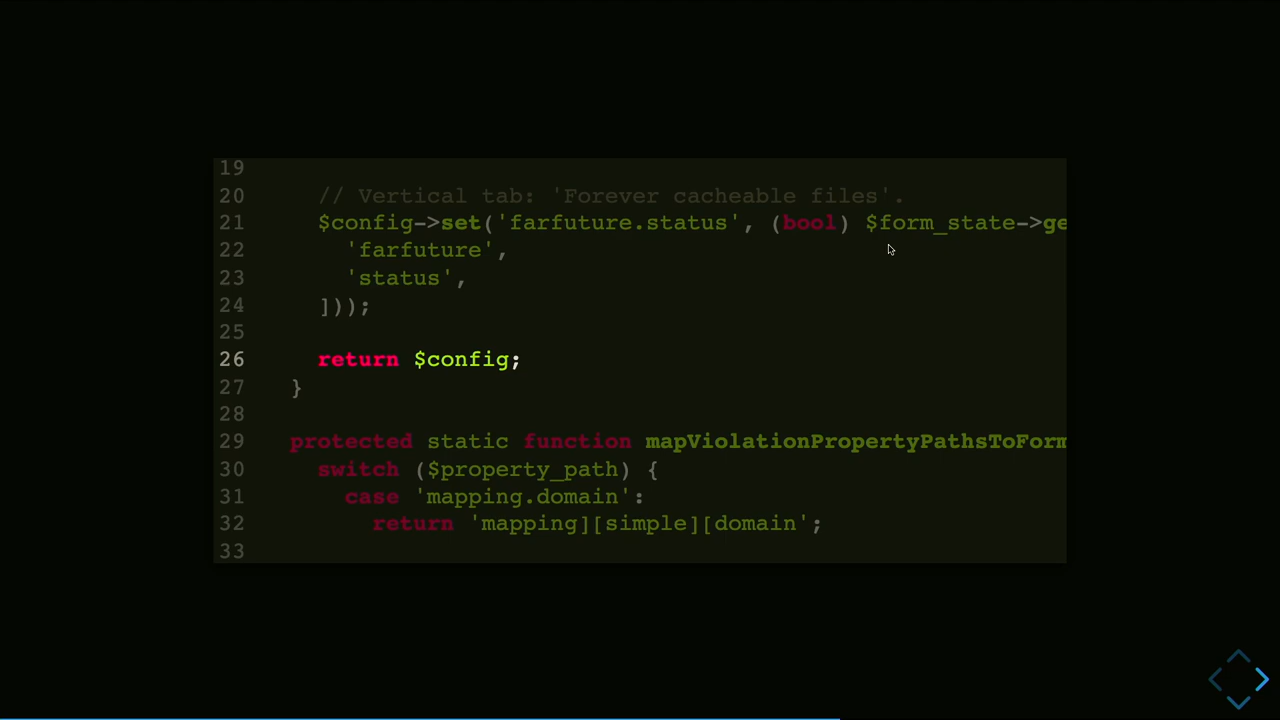 19
20 // Vertical tab: 'Forever cacheable files'.
21 $config->set('farfuture.status', (bool) $form_state->ge
22 'farfuture',
23 'status',
24 ]));
25
26 return $config;
27 }
28
29 protected static function mapViolationPropertyPathsToForm
30 switch ($property_path) {
31 case 'mapping.domain':
32 return 'mapping][simple][domain';
33